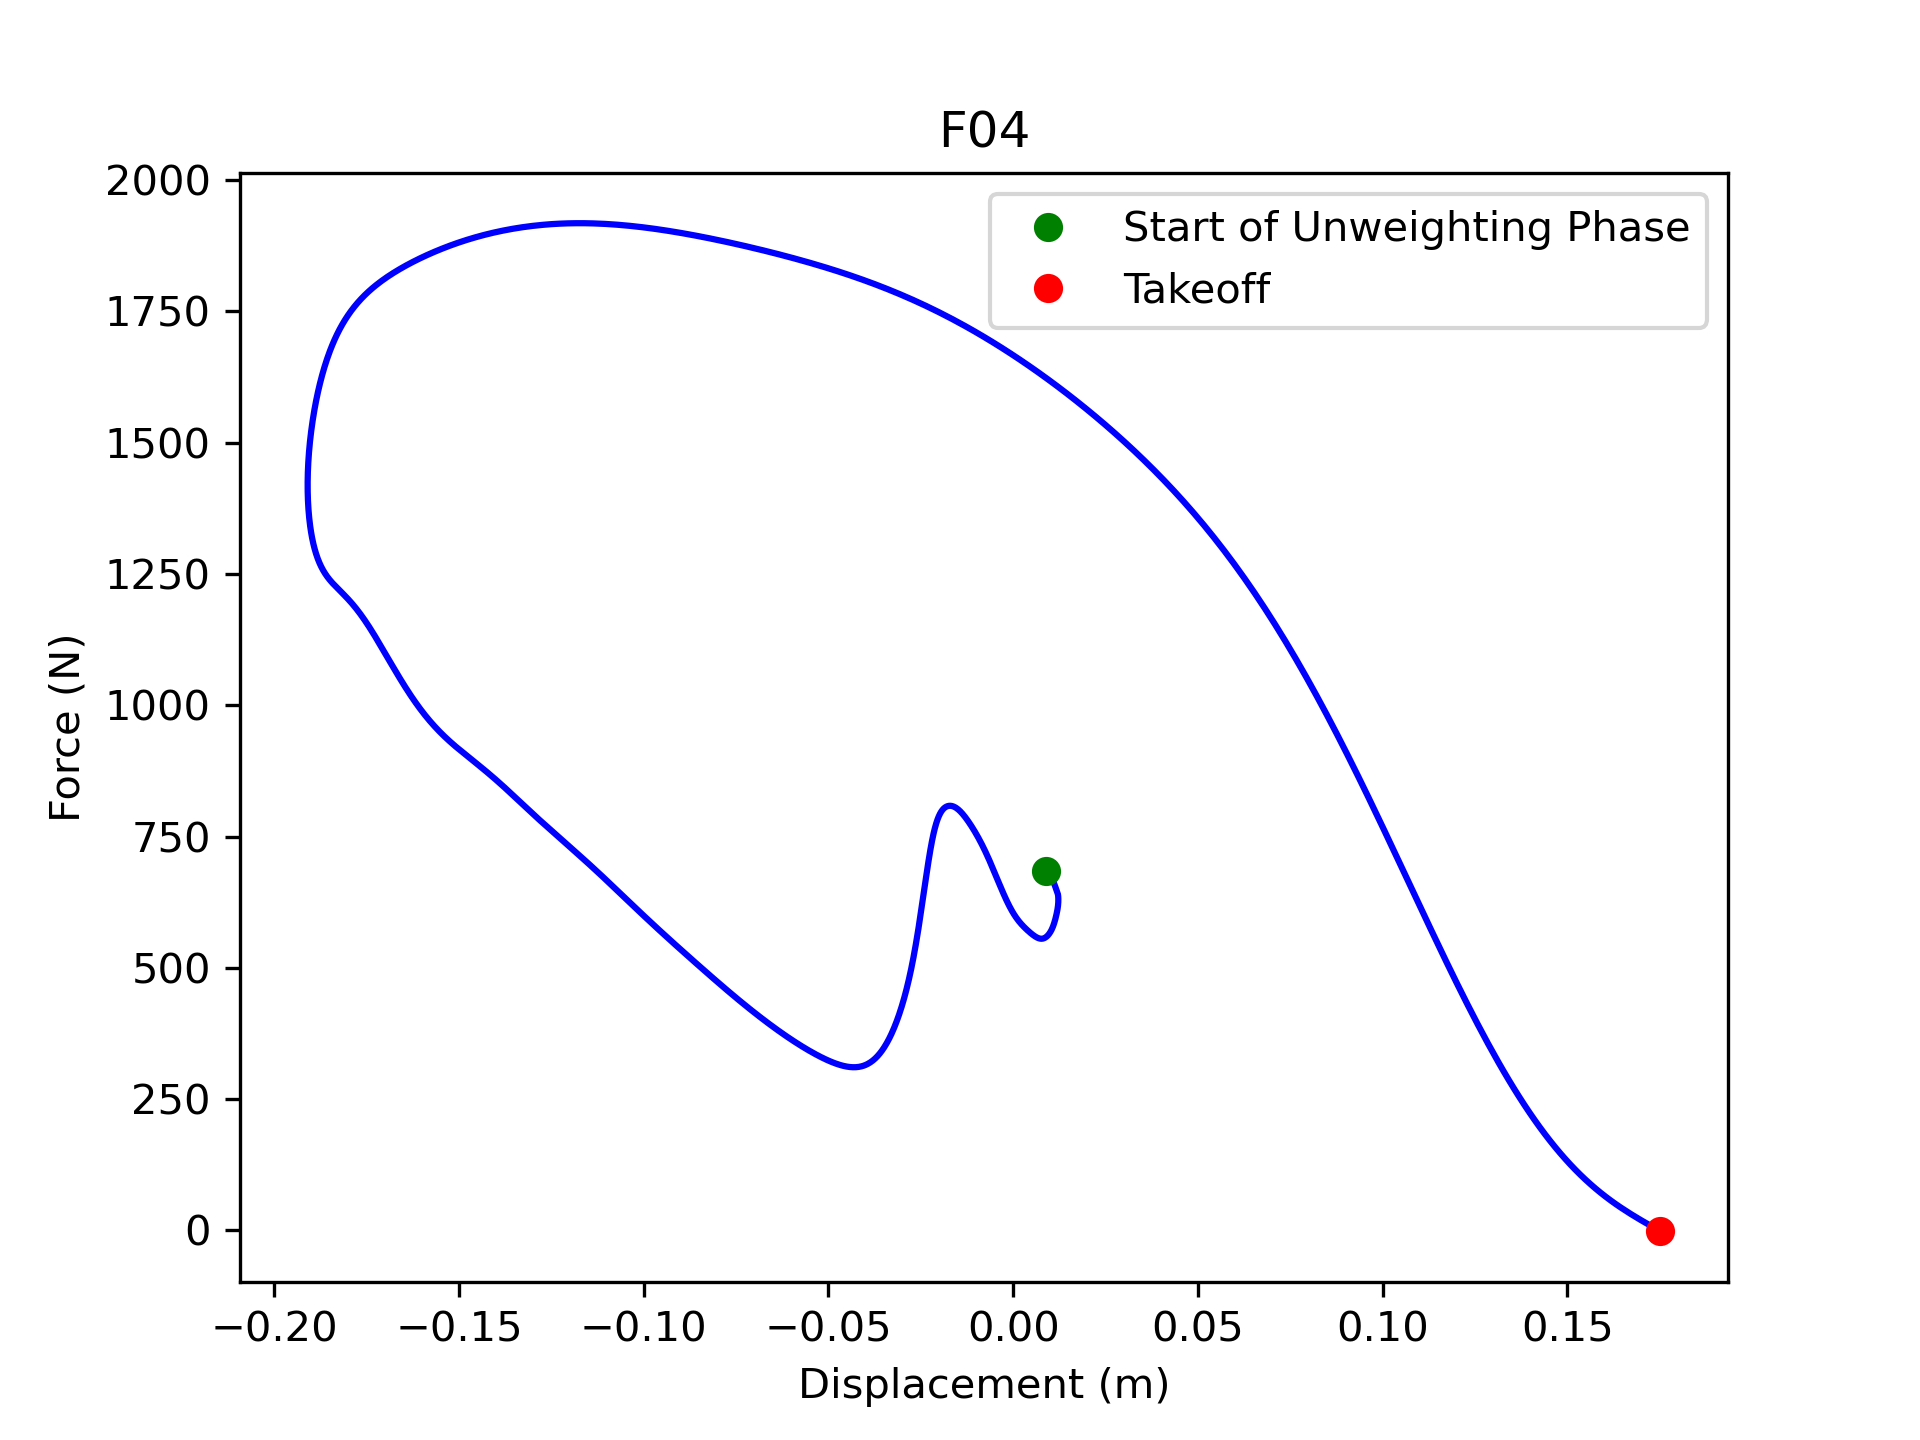 F04
2000
1750
1500
1250
1000
750
500
250
0
Force (N)
Start of Unweighting Phase
Takeoff
−0.20 −0.15 −0.10 −0.05 0.00 0.05 0.10 0.15
Displacement (m)